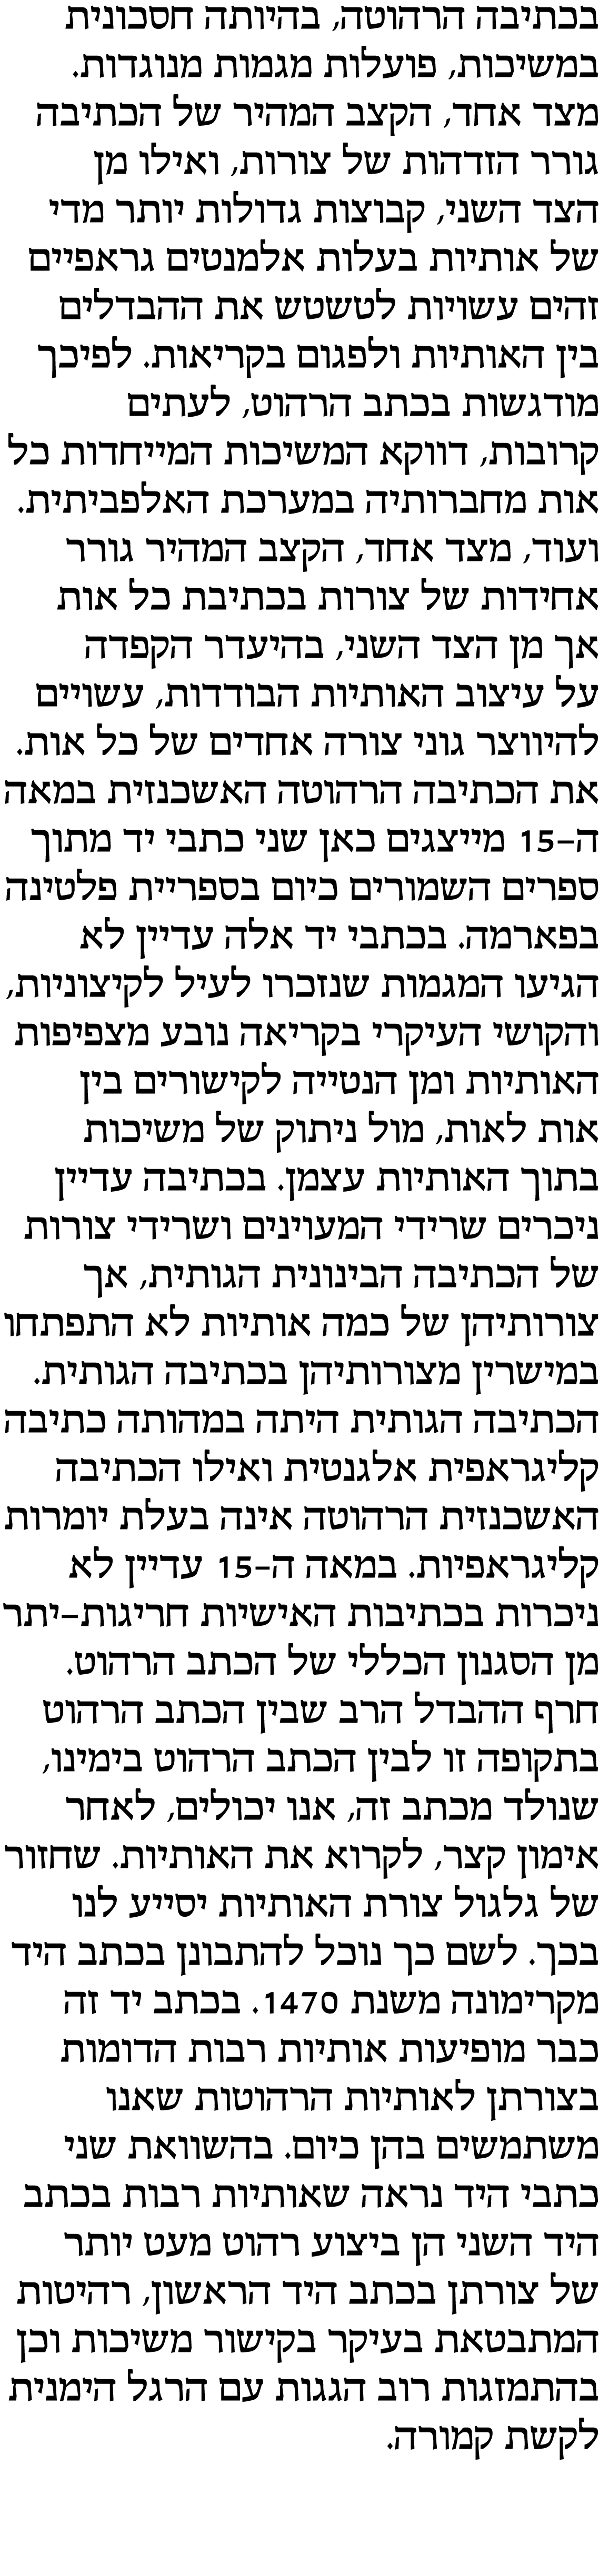 בכתיבה הרהוטה, בהיותה חסכונית
במשיכות, פועלות מגמות מנוגדות.
מצד אחד, הקצב המהיר של הכתיבה
גורר הזדהות של צורות, ואילו מן
הצד השני, קבוצות גדולות יותר מדי
של אותיות בעלות אלמנטים גראפיים
זהים עשויות לטשטש את ההבדלים
בין האותיות ולפגום בקריאות. לפיכך
מודגשות בכתב הרהוט, לעתים
קרובות, דווקא המשיכות המייחדות כל
אות מחברותיה במערכת האלפביתית.
ועוד, מצד אחד, הקצב המהיר גורר
אחידות של צורות בכתיבת כל אות
אך מן הצד השני, בהיעדר הקפדה
על עיצוב האותיות הבודדות, עשויים
להיווצר גוני צורה אחדים של כל אות.
את הכתיבה הרהוטה האשכנזית במאה
ה–15 מייצגים כאן שני כתבי יד מתוך
ספרים השמורים כיום בספריית פלטינה
בפארמה. בכתבי יד אלה עדיין לא
הגיעו המגמות שנזכרו לעיל לקיצוניות,
והקושי העיקרי בקריאה נובע מצפיפות
האותיות ומן הנטייה לקישורים בין
אות לאות, מול ניתוק של משיכות
בתוך האותיות עצמן. בכתיבה עדיין
ניכרים שרידי המעוינים ושרידי צורות
של הכתיבה הבינונית הגותית, אך
צורותיהן של כמה אותיות לא התפתחו
במישרין מצורותיהן בכתיבה הגותית.
הכתיבה הגותית היתה במהותה כתיבה
קליגראפית אלגנטית ואילו הכתיבה
האשכנזית הרהוטה אינה בעלת יומרות
קליגראפיות. במאה ה–15 עדיין לא
ניכרות בכתיבות האישיות חריגות–יתר
מן הסגנון הכללי של הכתב הרהוט.
חרף ההבדל הרב שבין הכתב הרהוט
בתקופה זו לבין הכתב הרהוט בימינו,
שנולד מכתב זה, אנו יכולים, לאחר
אימון קצר, לקרוא את האותיות. שחזור
של גלגול צורת האותיות יסייע לנו
בכך. לשם כך נוכל להתבונן בכתב היד
מקרימונה משנת 1470. בכתב יד זה
כבר מופיעות אותיות רבות הדומות
בצורתן לאותיות הרהוטות שאנו
משתמשים בהן כיום. בהשוואת שני
כתבי היד נראה שאותיות רבות בכתב
היד השני הן ביצוע רהוט מעט יותר
של צורתן בכתב היד הראשון, רהיטות
המתבטאת בעיקר בקישור משיכות וכן
בהתמזגות רוב הגגות עם הרגל הימנית
לקשת קמורה.